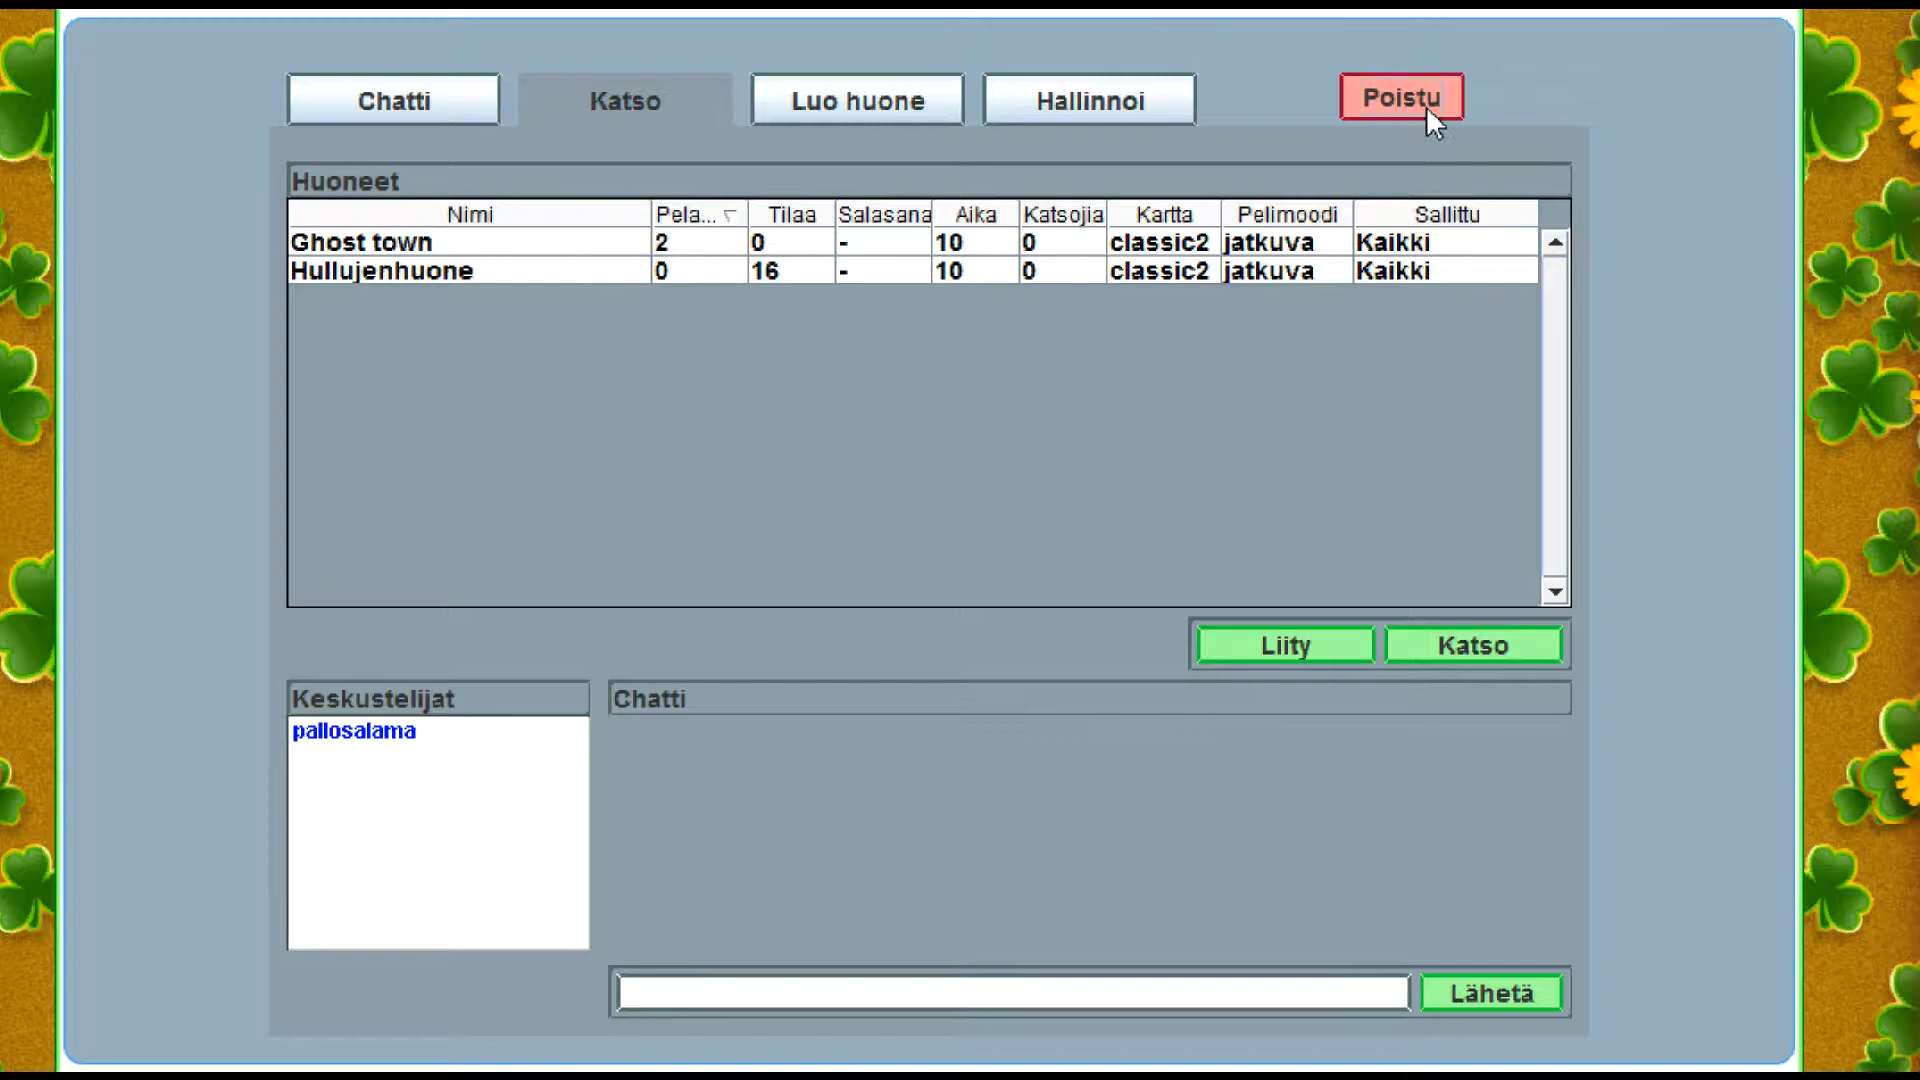 Chatti Katso Luo huone Hallinnoi Poistu
Huoneet
Nimi Pela... Tilaa Salasana Aika Katsojia Kartta Pelimoodi Sallittu
Ghost town 2 0 - 10 0 classic2 jatkuva Kaikki
Hullujenhuone 0 16 - 10 0 classic2 jatkuva Kaikki
Liity Katso
Keskustelijat Chatti
pallosalama
Lähetä